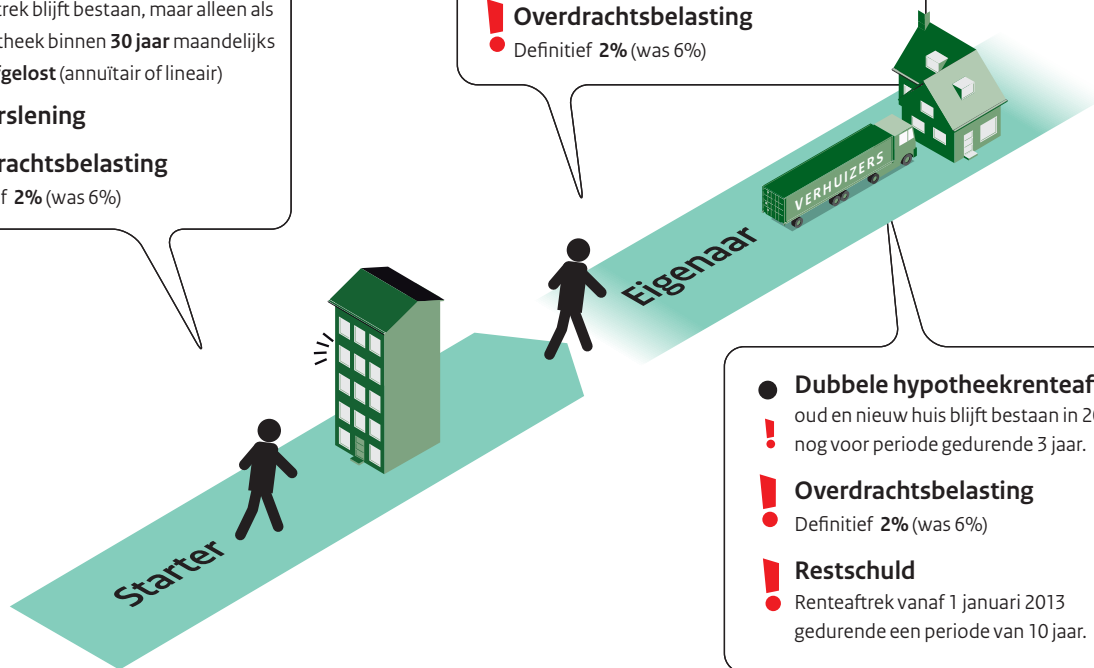 trek blijft bestaan, maar alleen als
theek binnen 30 jaar maandelijks
gelost (annuïtair of lineair)
rslening
rachtsbelasting
f 2% (was 6%)
Overdrachtsbelasting
Definitief 2% (was 6%)
VERHUIZERS
Eigenaar
Starter
Dubbele hypotheekrenteaf
oud en nieuw huis blijft bestaan in 20
nog voor periode gedurende 3 jaar.
Overdrachtsbelasting
Definitief 2% (was 6%)
Restschuld
Renteaftrek vanaf 1 januari 2013
gedurende een periode van 10 jaar.